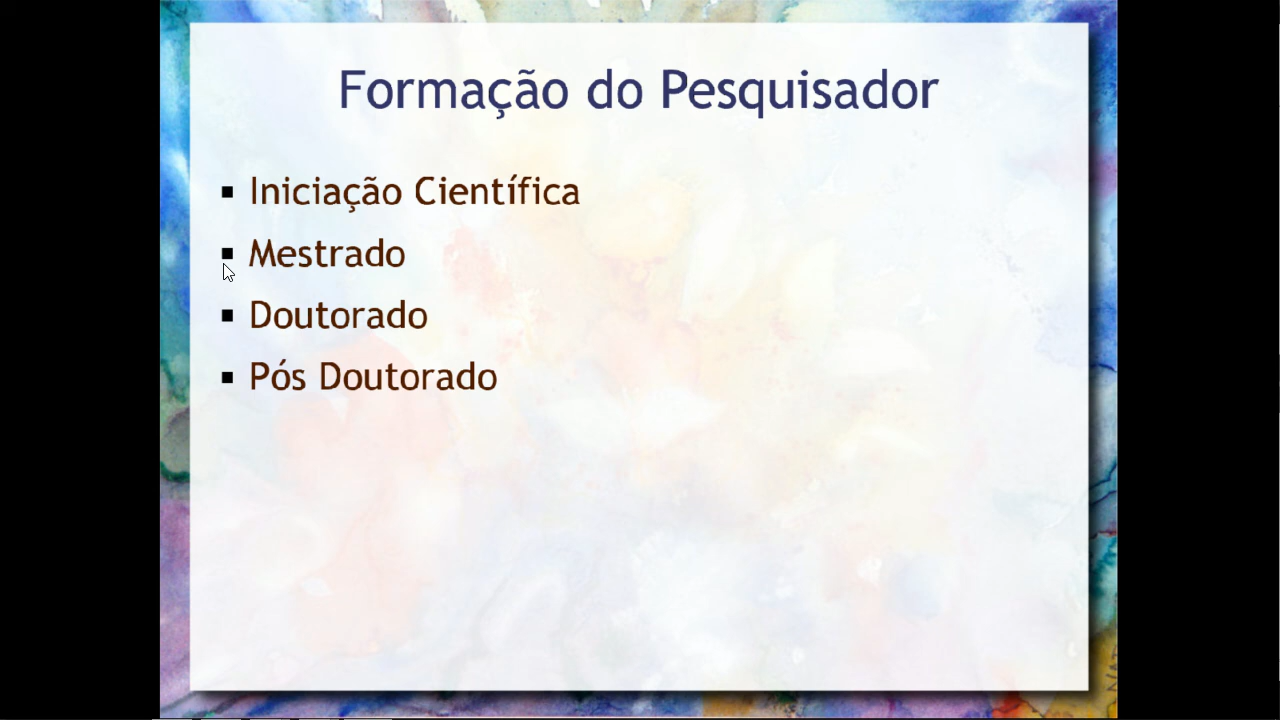 Formação do Pesquisador
Iniciação Científica
Mestrado
Doutorado
Pós Doutorado